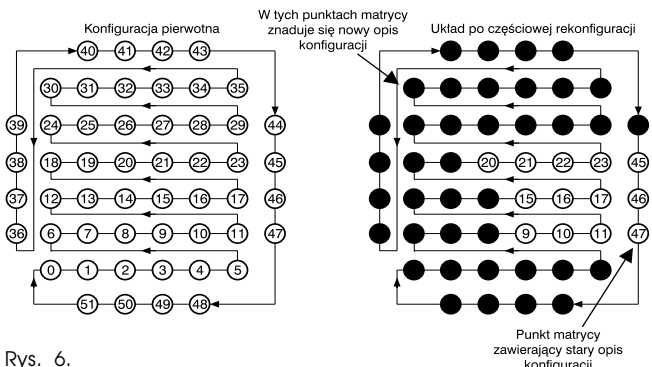 Konfiguracja pierwotna
40 41 42 43
30 31 32 33 34 35
39 24 25 26 27 28 29 44
38 18 19 20 21 22 23 45
37 12 13 14 15 16 17 46
36 6 7 8 9 10 11 47
0 1 2 3 4 5
51 50 49 48
W tych punktach matrycy
znaduje się nowy opis
konfiguracji
Układ po częściowej rekonfiguracji
20 21 22 23 45
15 16 17 46
9 10 11 47
Punkt matrycy
zawierający stary opis
konfiguracji
Rys. 6.